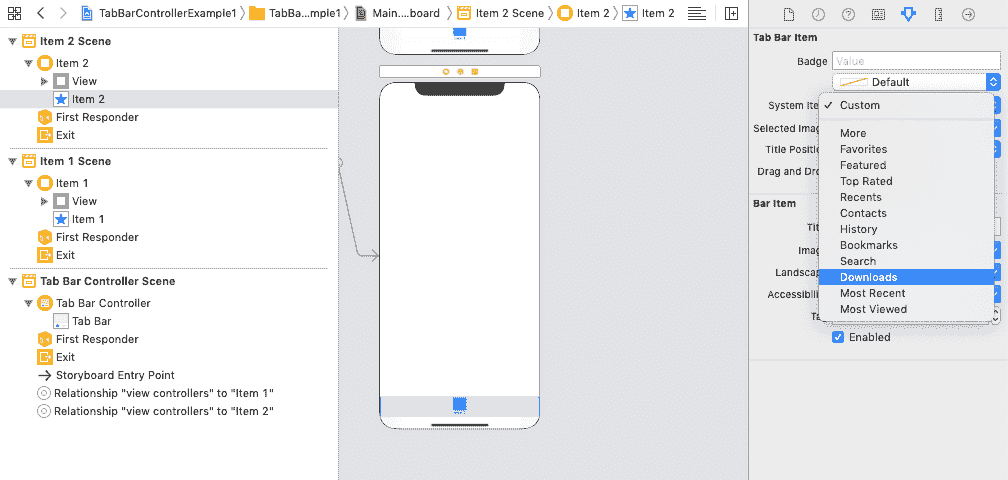 TabBarControllerExample1 TabBa...mple1 Main....board Item 2 Scene Item 2 Item 2
Item 2 Scene
Item 2
View
Item 2
First Responder
Exit
Item 1 Scene
Item 1
View
Item 1
First Responder
Exit
Tab Bar Controller Scene
Tab Bar Controller
Tab Bar
First Responder
Exit
Storyboard Entry Point
Relationship "view controllers" to "Item 1"
Relationship "view controllers" to "Item 2"
Tab Bar Item
Badge Value
Default
System Ite
✓ Custom
Selected Imag
Title Positio
Drag and Dro
More
Favorites
Featured
Top Rated
Recents
Contacts
History
Bookmarks
Search
Downloads
Most Recent
Most Viewed
Bar Item
Tit
Imag
Landscap
Accessibili
Ta
Enabled